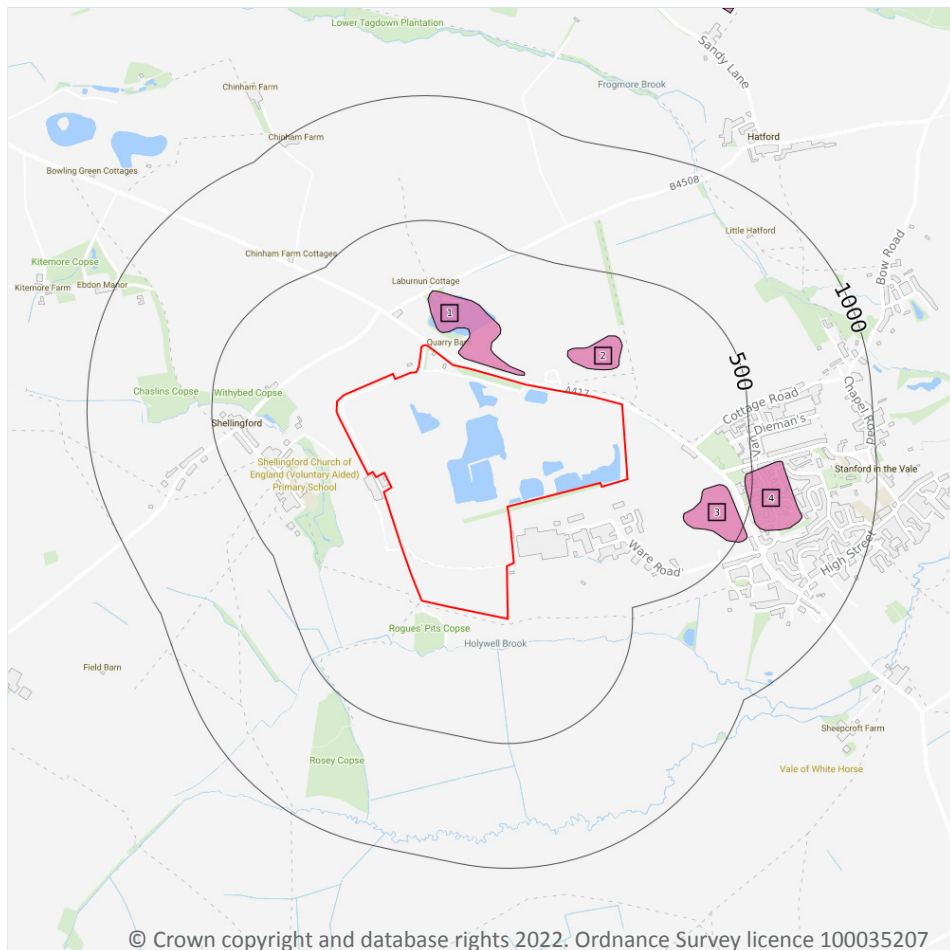 Lower Tagdown Plantation
Sandy Lane
Frogmore Brook
Chinham Farm
Chinham Farm
Hatford
Bowling Green Cottages
B4508
Little Hatford
Bow Road
Chinham Farm Cottages
Kitemore Copse
Kitemore Farm
Ebdon Manor
Laburnun Cottage
1000
1
Quarry Barn
2
500
A417
Chaslins Copse
Withybed Copse
Cottage Road
Chapel Road
Shellingford
Dieman's
Van
Shellingford Church of
England (Voluntary Aided)
Primary School
Stanford in the Vale
4
3
High Street
Ware Road
Rogues' Pits Copse
Holywell Brook
Field Barn
Sheepcroft Farm
Rosey Copse
Vale of White Horse
© Crown copyright and database rights 2022. Ordnance Survey licence 100035207